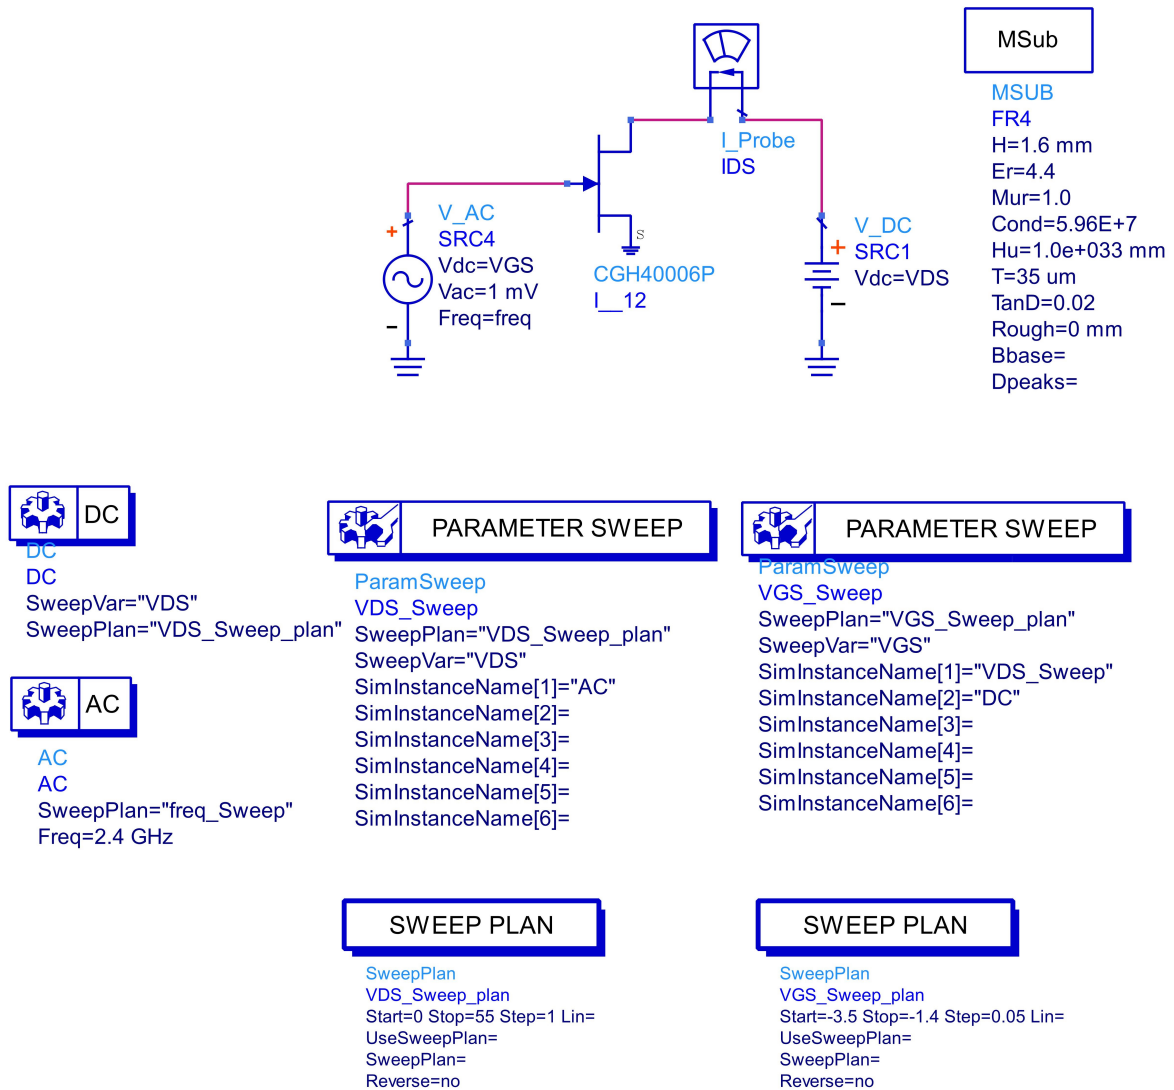 MSub
MSUB
FR4
H=1.6 mm
Er=4.4
Mur=1.0
Cond=5.96E+7
Hu=1.0e+033 mm
T=35 um
TanD=0.02
Rough=0 mm
Bbase=
Dpeaks=
I_Probe
IDS
+
V_AC
SRC4
Vdc=VGS
Vac=1 mV
Freq=freq
−
S
CGH40006P
I__12
+
V_DC
SRC1
Vdc=VDS
−
DC
DC
DC
SweepVar="VDS"
SweepPlan="VDS_Sweep_plan"
AC
AC
AC
SweepPlan="freq_Sweep"
Freq=2.4 GHz
PARAMETER SWEEP
ParamSweep
VDS_Sweep
SweepPlan="VDS_Sweep_plan"
SweepVar="VDS"
SimInstanceName[1]="AC"
SimInstanceName[2]=
SimInstanceName[3]=
SimInstanceName[4]=
SimInstanceName[5]=
SimInstanceName[6]=
PARAMETER SWEEP
ParamSweep
VGS_Sweep
SweepPlan="VGS_Sweep_plan"
SweepVar="VGS"
SimInstanceName[1]="VDS_Sweep"
SimInstanceName[2]="DC"
SimInstanceName[3]=
SimInstanceName[4]=
SimInstanceName[5]=
SimInstanceName[6]=
SWEEP PLAN
SweepPlan
VDS_Sweep_plan
Start=0 Stop=55 Step=1 Lin=
UseSweepPlan=
SweepPlan=
Reverse=no
SWEEP PLAN
SweepPlan
VGS_Sweep_plan
Start=-3.5 Stop=-1.4 Step=0.05 Lin=
UseSweepPlan=
SweepPlan=
Reverse=no